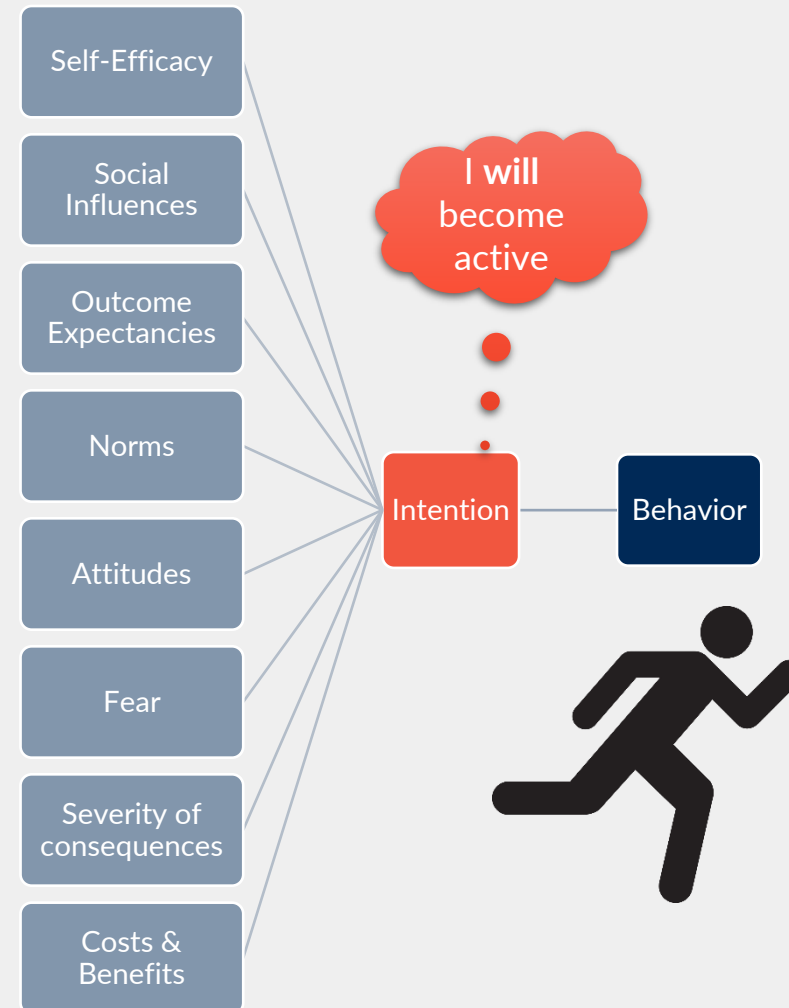 Self-Efficacy
Social
Influences
Outcome
Expectancies
Norms
Attitudes
Fear
Severity of
consequences
Costs &
Benefits
I will
become
active
Intention
Behavior